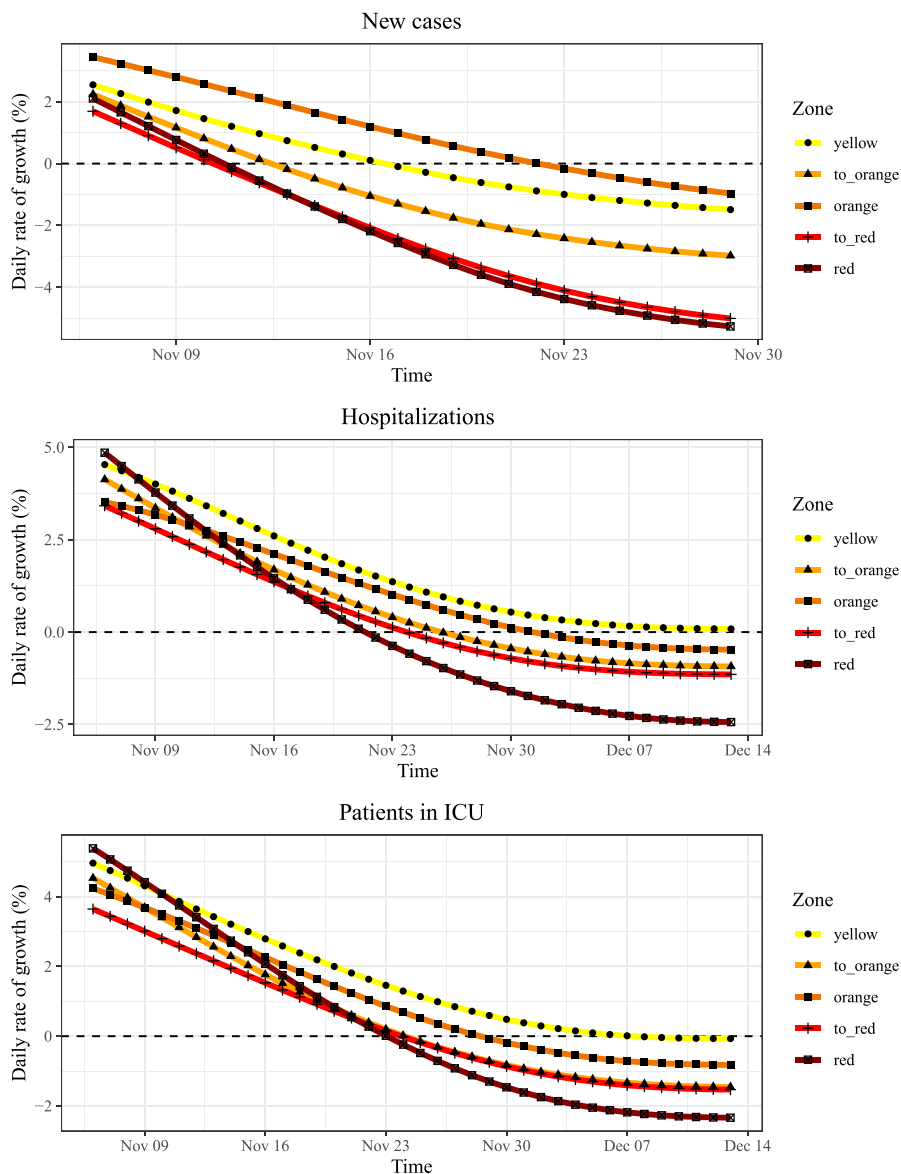 New cases
Daily rate of growth (%)
2
0
−2
−4
Nov 09 Nov 16 Nov 23 Nov 30
Time
Zone
yellow
to_orange
orange
to_red
red
Hospitalizations
Daily rate of growth (%)
5.0
2.5
0.0
−2.5
Nov 09 Nov 16 Nov 23 Nov 30 Dec 07 Dec 14
Time
Zone
yellow
to_orange
orange
to_red
red
Patients in ICU
Daily rate of growth (%)
4
2
0
−2
Nov 09 Nov 16 Nov 23 Nov 30 Dec 07 Dec 14
Time
Zone
yellow
to_orange
orange
to_red
red